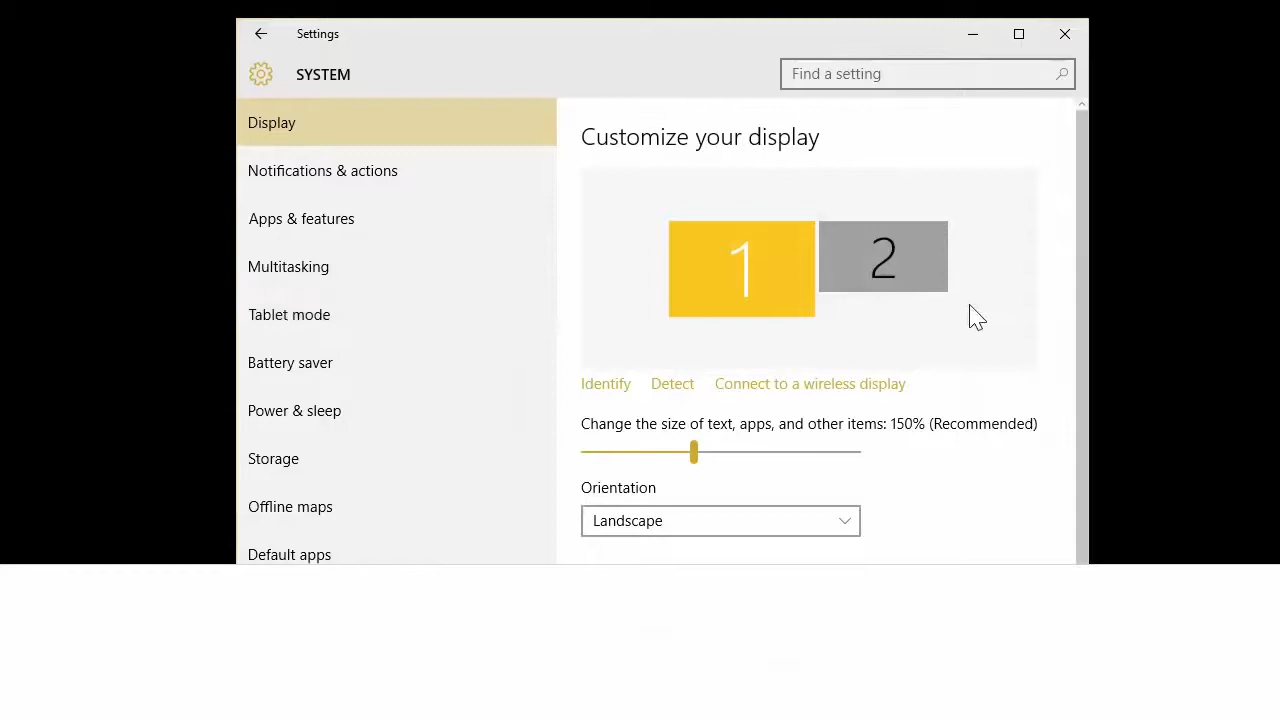 Settings
SYSTEM
Find a setting
Display
Notifications & actions
Apps & features
Multitasking
Tablet mode
Battery saver
Power & sleep
Storage
Offline maps
Default apps
Customize your display
1 2
Identify Detect Connect to a wireless display
Change the size of text, apps, and other items: 150% (Recommended)
Orientation
Landscape